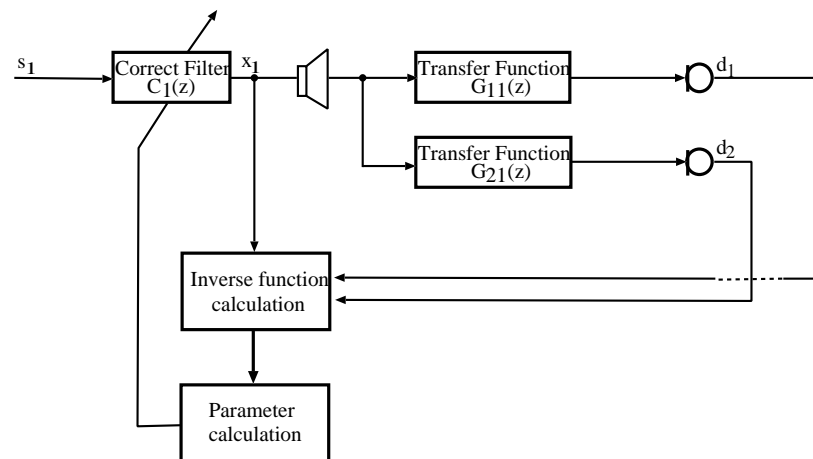 s1
Correct Filter
C1(z)
x1
Transfer Function
G11(z)
d1
Transfer Function
G21(z)
d2
Inverse function
calculation
Parameter
calculation